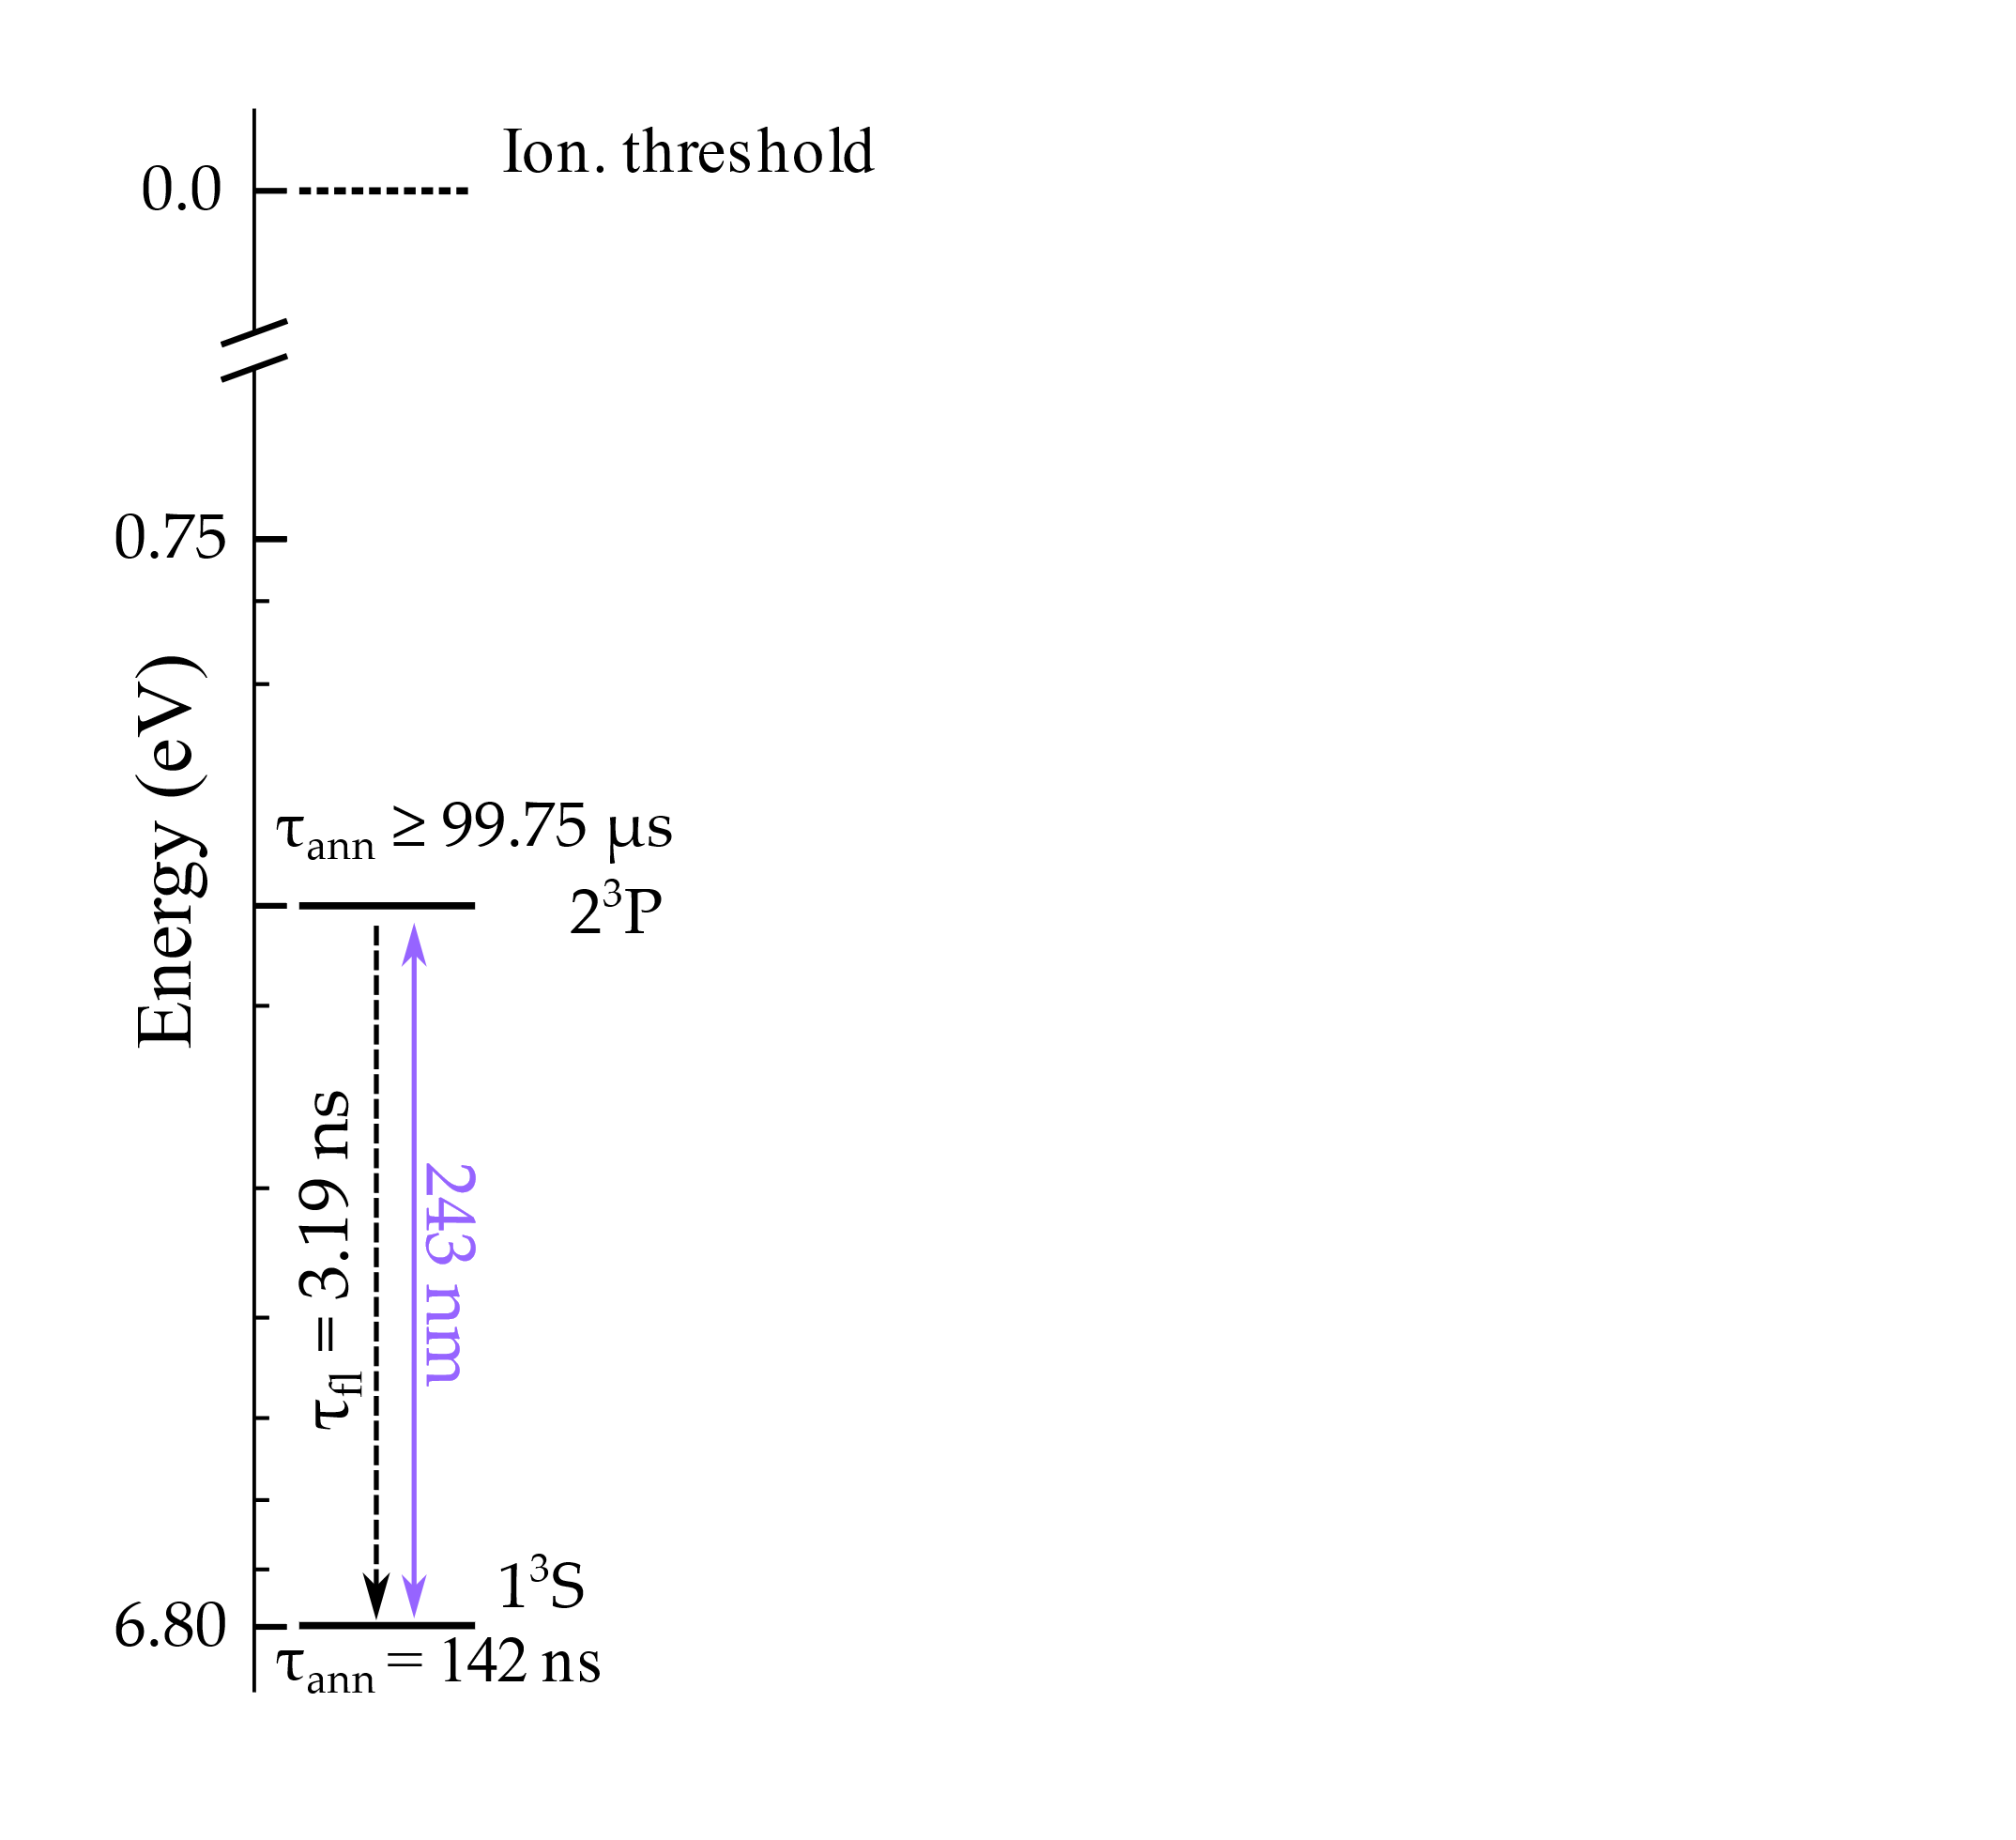 Ion. threshold
0.0
0.75
Energy (eV)
τann ≥ 99.75 μs
2³P
τfl = 3.19 ns
243 nm
1³S
6.80
τann = 142 ns